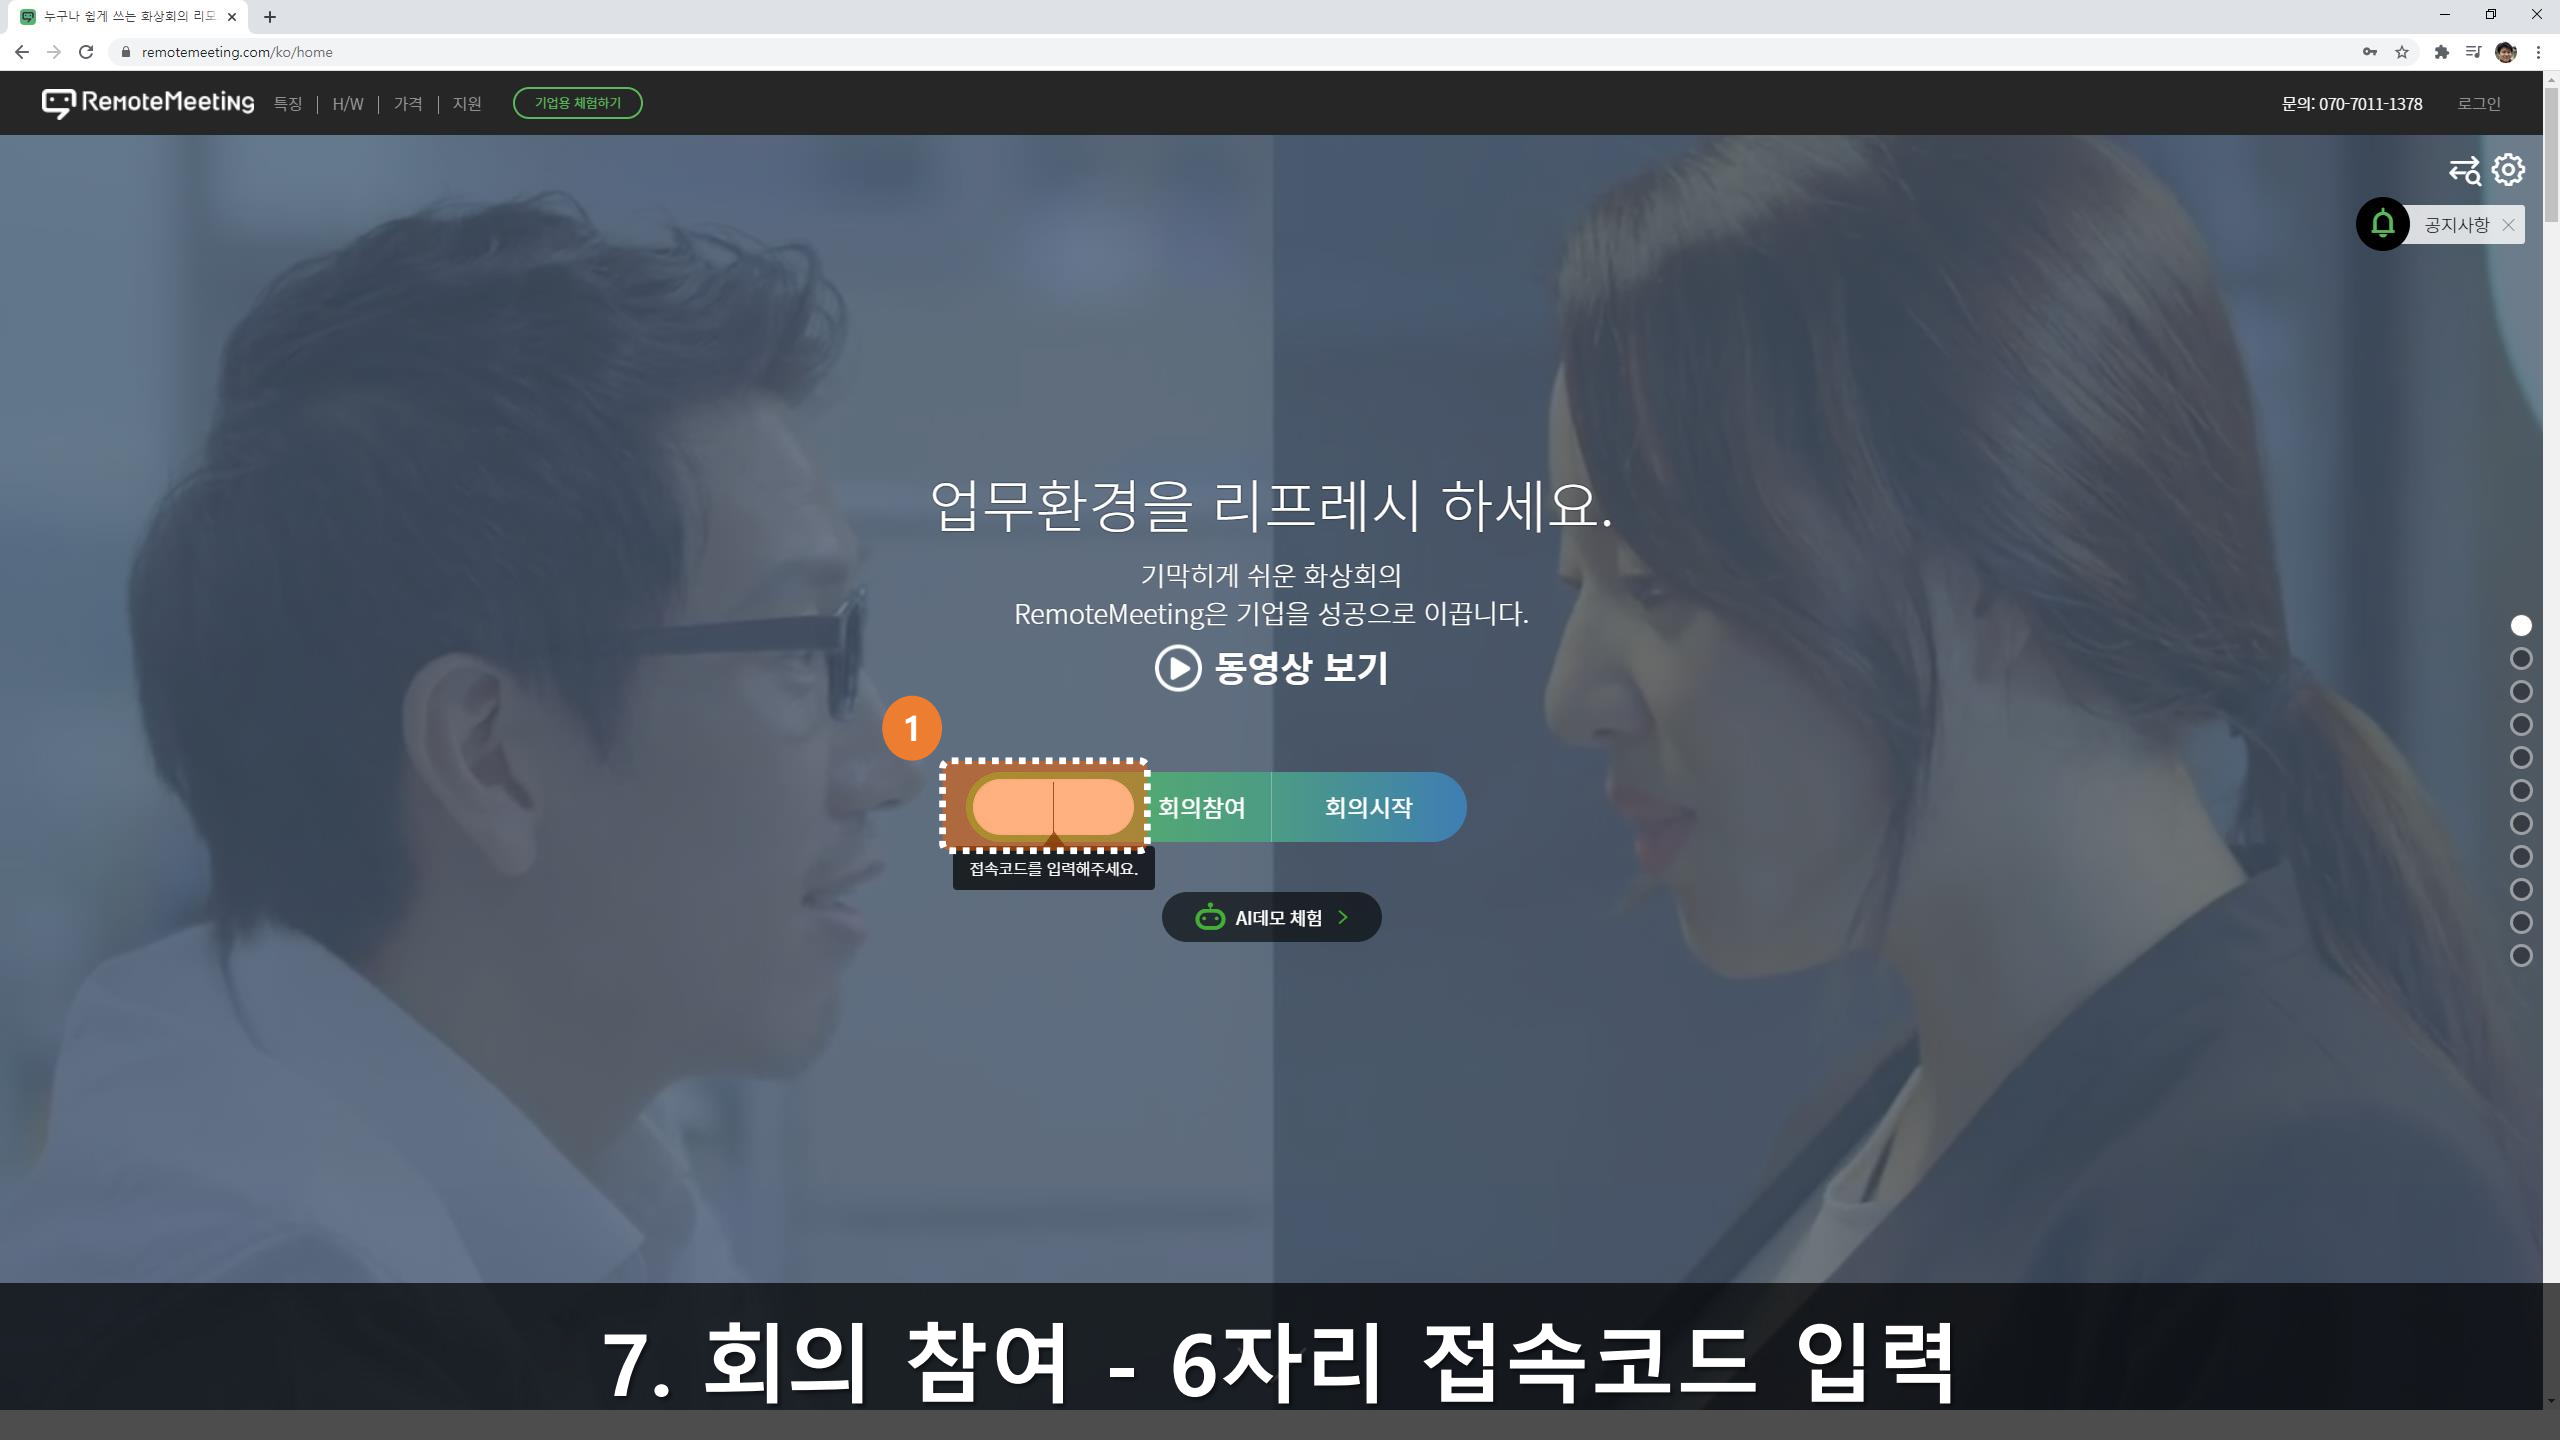 누구나 쉽게 쓰는 화상회의 리모
remotemeeting.com/ko/home
RemoteMeeting 특징 | H/W | 가격 | 지원 기업용 체험하기 문의: 070-7011-1378 로그인
공지사항
업무환경을 리프레시 하세요.
기막히게 쉬운 화상회의
RemoteMeeting은 기업을 성공으로 이끕니다.
동영상 보기
1
회의참여 회의시작
접속코드를 입력해주세요.
AI데모 체험
7. 회의 참여 - 6자리 접속코드 입력